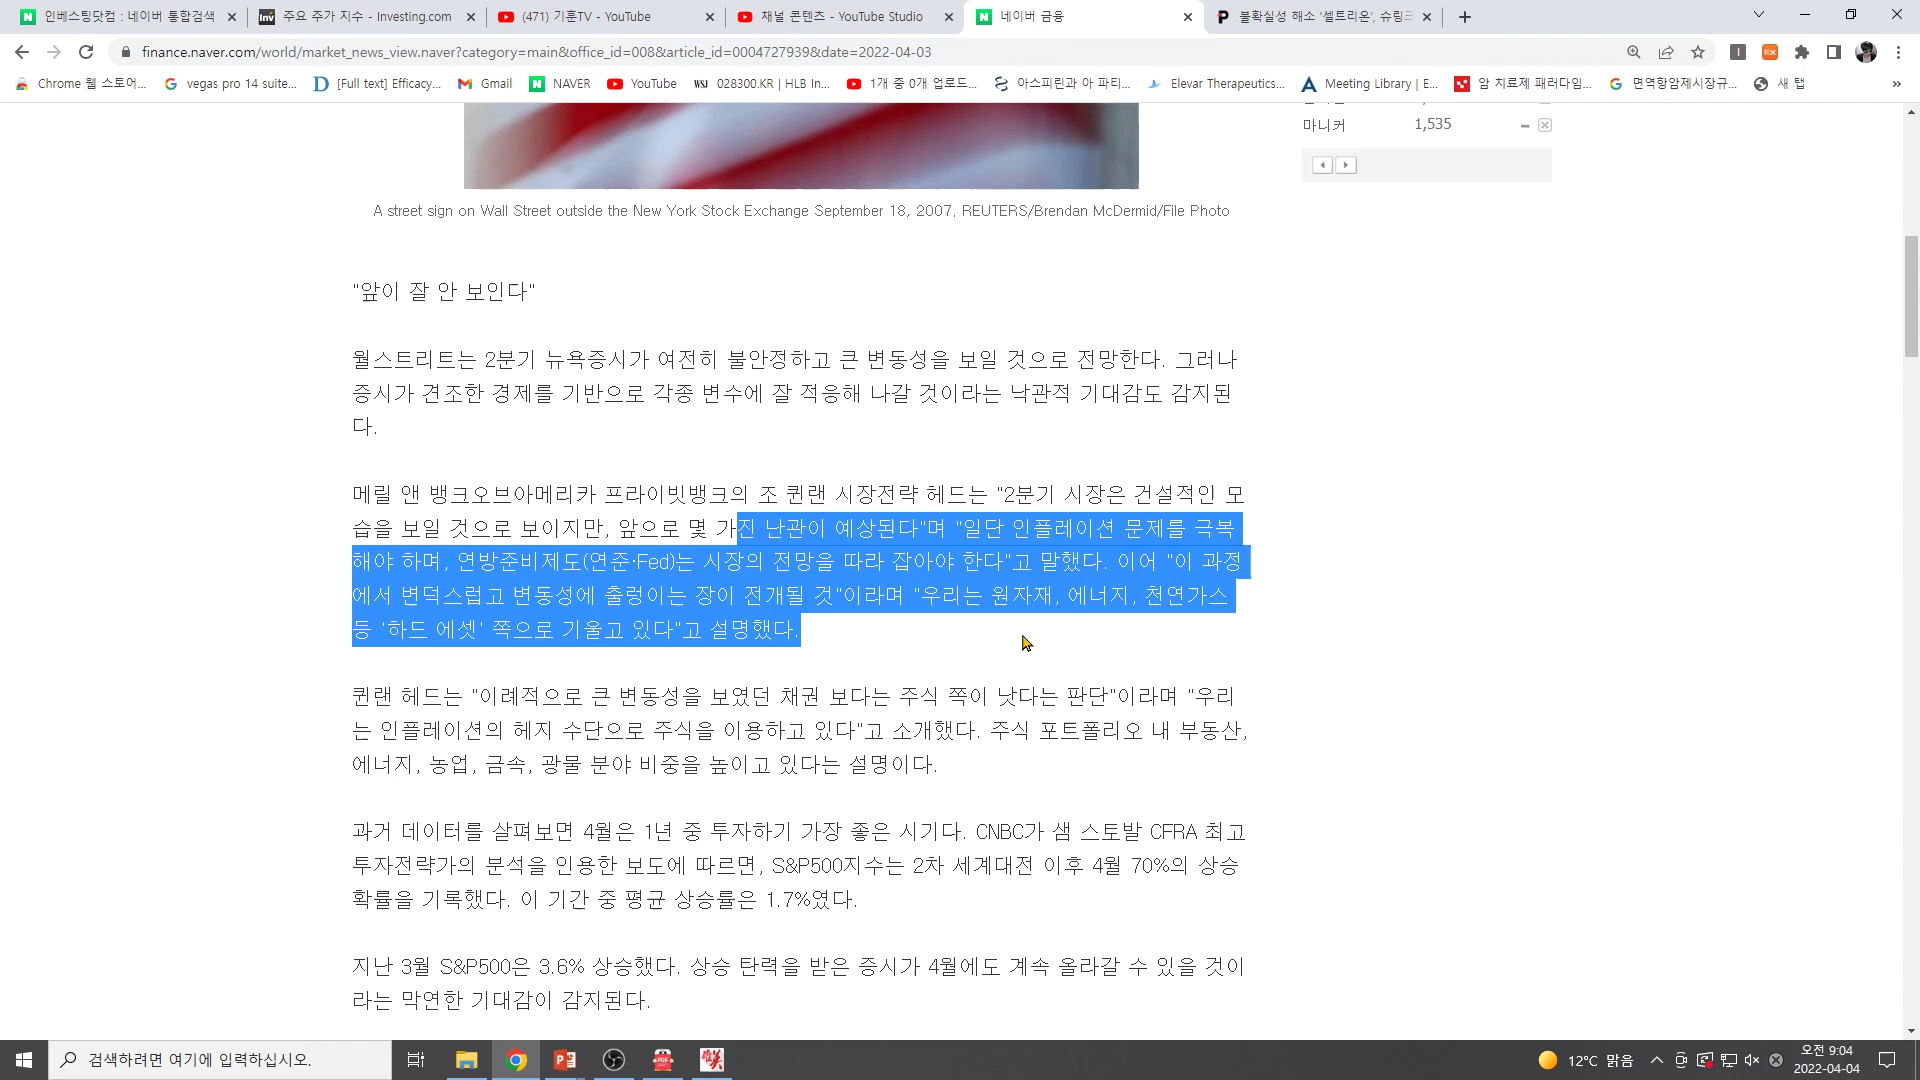 인베스팅닷컴 : 네이버 통합검색
주요 주가 지수 - Investing.com
(471) 기훈TV - YouTube
채널 콘텐츠 - YouTube Studio
네이버 금융
불확실성 해소 '셀트리온', 슈링크
finance.naver.com/world/market_news_view.naver?category=main&office_id=008&article_id=0004727939&date=2022-04-03
Chrome 웹 스토어...
vegas pro 14 suite...
[Full text] Efficacy...
Gmail
NAVER
YouTube
028300.KR | HLB In...
1개 중 0개 업로드...
아스피린과 아 파티...
Elevar Therapeutics...
Meeting Library | E...
암 치료제 패러다임...
면역항암제시장규...
새 탭
마니커 1,535
A street sign on Wall Street outside the New York Stock Exchange September 18, 2007. REUTERS/Brendan McDermid/File Photo
"앞이 잘 안 보인다"
월스트리트는 2분기 뉴욕증시가 여전히 불안정하고 큰 변동성을 보일 것으로 전망한다. 그러나
증시가 견조한 경제를 기반으로 각종 변수에 잘 적응해 나갈 것이라는 낙관적 기대감도 감지된
다.
메릴 앤 뱅크오브아메리카 프라이빗뱅크의 조 퀸랜 시장전략 헤드는 "2분기 시장은 건설적인 모
습을 보일 것으로 보이지만, 앞으로 몇 가진 난관이 예상된다"며 "일단 인플레이션 문제를 극복
해야 하며, 연방준비제도(연준·Fed)는 시장의 전망을 따라 잡아야 한다"고 말했다. 이어 "이 과정
에서 변덕스럽고 변동성에 출렁이는 장이 전개될 것"이라며 "우리는 원자재, 에너지, 천연가스
등 '하드 에셋' 쪽으로 기울고 있다"고 설명했다.
퀸랜 헤드는 "이례적으로 큰 변동성을 보였던 채권 보다는 주식 쪽이 낫다는 판단"이라며 "우리
는 인플레이션의 헤지 수단으로 주식을 이용하고 있다"고 소개했다. 주식 포트폴리오 내 부동산,
에너지, 농업, 금속, 광물 분야 비중을 높이고 있다는 설명이다.
과거 데이터를 살펴보면 4월은 1년 중 투자하기 가장 좋은 시기다. CNBC가 샘 스토발 CFRA 최고
투자전략가의 분석을 인용한 보도에 따르면, S&P500지수는 2차 세계대전 이후 4월 70%의 상승
확률을 기록했다. 이 기간 중 평균 상승률은 1.7%였다.
지난 3월 S&P500은 3.6% 상승했다. 상승 탄력을 받은 증시가 4월에도 계속 올라갈 수 있을 것이
라는 막연한 기대감이 감지된다.
검색하려면 여기에 입력하십시오.
12°C 맑음
오전 9:04
2022-04-04